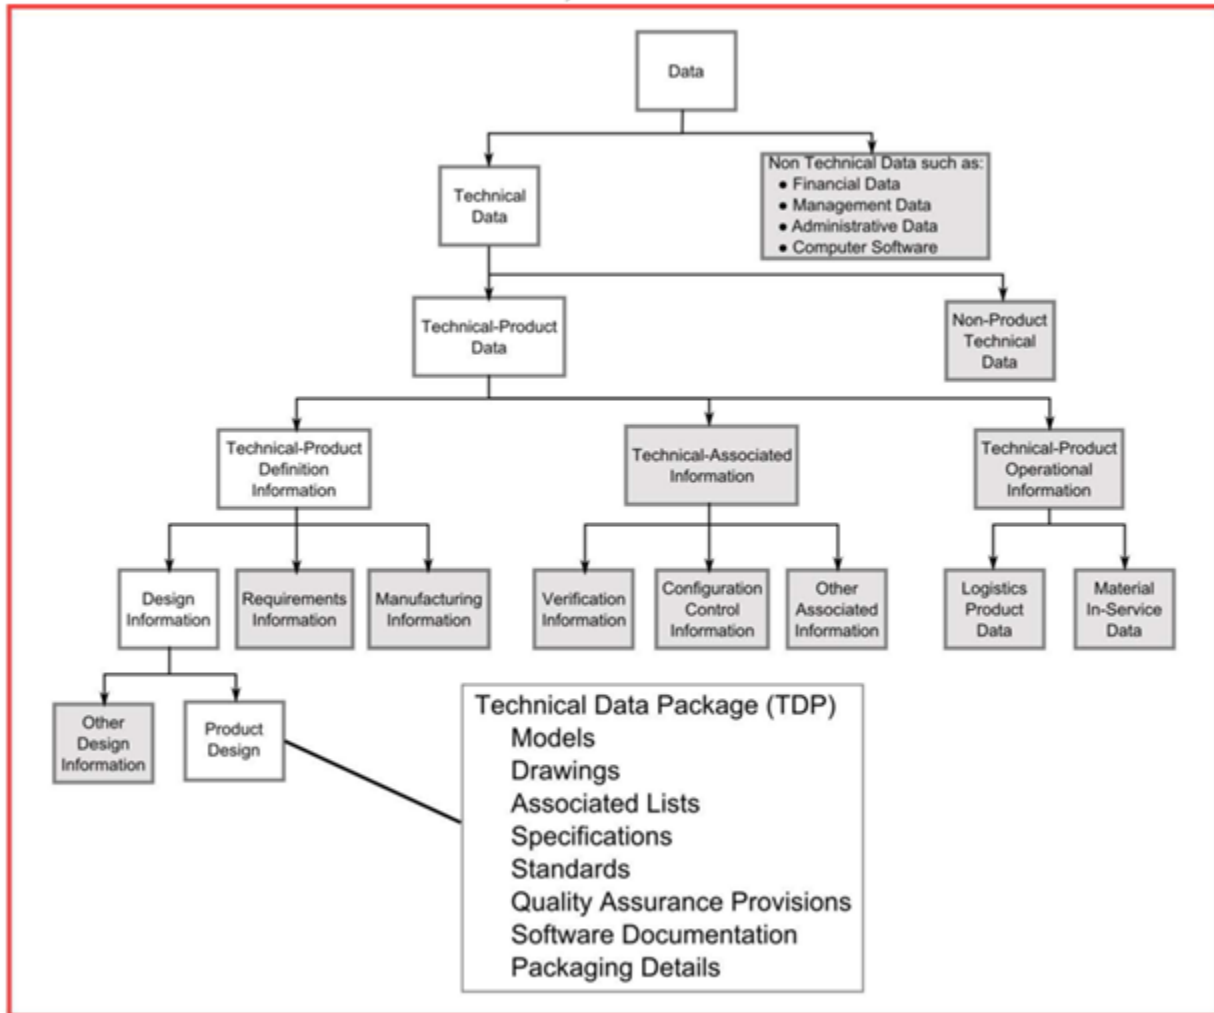 Data
Technical
Data
Non Technical Data such as:
● Financial Data
● Management Data
● Administrative Data
● Computer Software
Technical-Product
Data
Non-Product
Technical
Data
Technical-Product
Definition
Information
Technical-Associated
Information
Technical-Product
Operational
Information
Design
Information
Requirements
Information
Manufacturing
Information
Verification
Information
Configuration
Control
Information
Other
Associated
Information
Logistics
Product
Data
Material
In-Service
Data
Other
Design
Information
Product
Design
Technical Data Package (TDP)
Models
Drawings
Associated Lists
Specifications
Standards
Quality Assurance Provisions
Software Documentation
Packaging Details